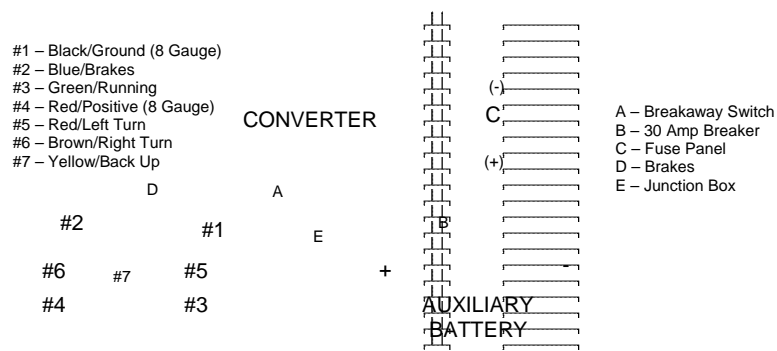 #1 – Black/Ground (8 Gauge)
#2 – Blue/Brakes
#3 – Green/Running
#4 – Red/Positive (8 Gauge)
#5 – Red/Left Turn
#6 – Brown/Right Turn
#7 – Yellow/Back Up
CONVERTER
(-)
C
(+)
A – Breakaway Switch
B – 30 Amp Breaker
C – Fuse Panel
D – Brakes
E – Junction Box
D
A
#2
#1
E
B
#6
#7
#5
+
-
#4
#3
AUXILIARY
BATTERY